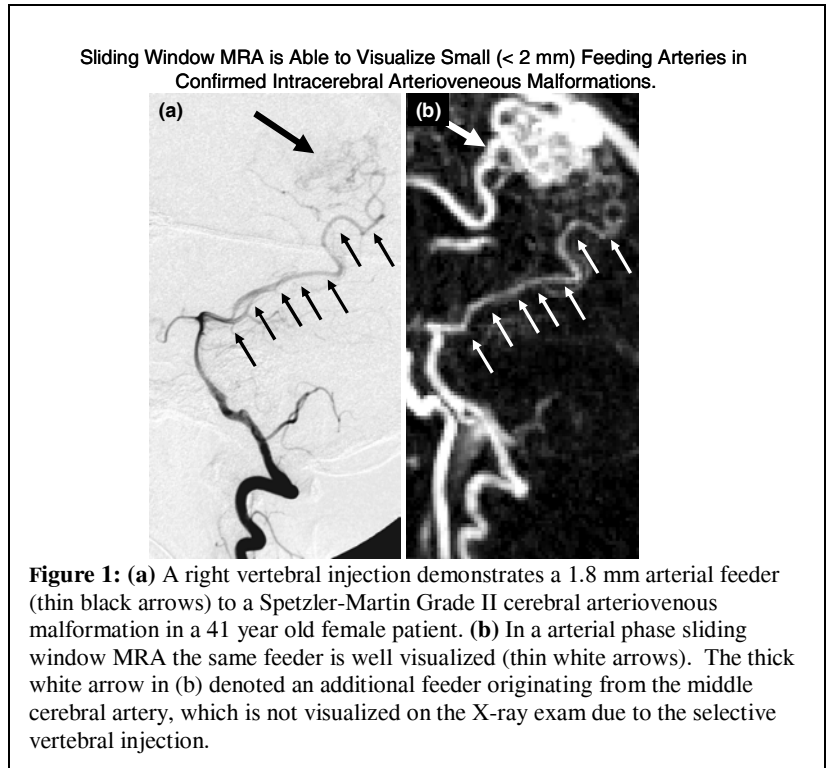 Sliding Window MRA is Able to Visualize Small (< 2 mm) Feeding Arteries in
Confirmed Intracerebral Arterioveneous Malformations.
(a)
(b)
Figure 1: (a) A right vertebral injection demonstrates a 1.8 mm arterial feeder
(thin black arrows) to a Spetzler-Martin Grade II cerebral arteriovenous
malformation in a 41 year old female patient. (b) In a arterial phase sliding
window MRA the same feeder is well visualized (thin white arrows).  The thick
white arrow in (b) denoted an additional feeder originating from the middle
cerebral artery, which is not visualized on the X-ray exam due to the selective
vertebral injection.